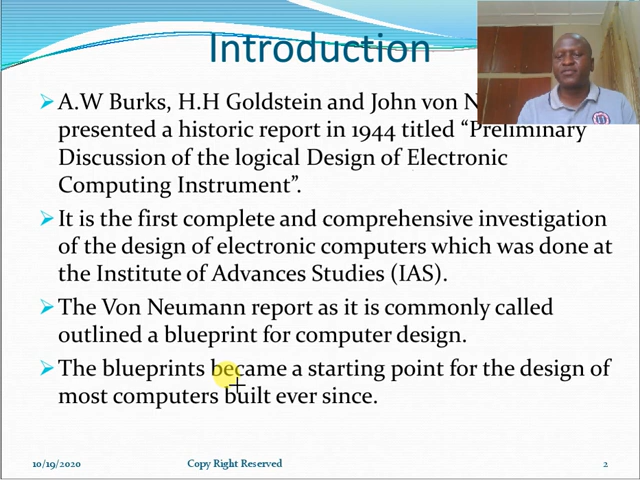 Introduction
A.W Burks, H.H Goldstein and John von
presented a historic report in 1944 titled “Preliminary
Discussion of the logical Design of Electronic
Computing Instrument”.
It is the first complete and comprehensive investigation
of the design of electronic computers which was done at
the Institute of Advances Studies (IAS).
The Von Neumann report as it is commonly called
outlined a blueprint for computer design.
The blueprints became a starting point for the design of
most computers built ever since.
10/19/2020 Copy Right Reserved 2